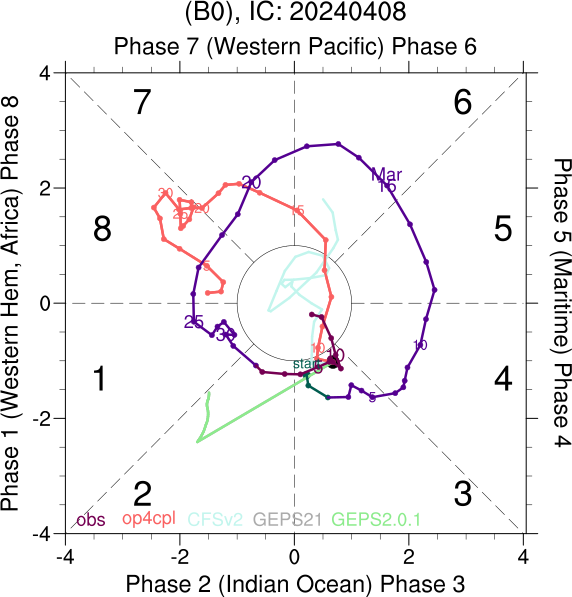 (B0), IC: 20240408
Phase 7 (Western Pacific) Phase 6
4
7
6
Mar
15
20
30
25
20
5
2
8
5
5
Phase 1 (Western Hem, Africa) Phase 8
Phase 5 (Maritime) Phase 4
0
25
10
10
10
start
1
4
5
-2
2
3
obs op4cpl CFSv2 GEPS21 GEPS2.0.1
-4
-4 -2 0 2 4
Phase 2 (Indian Ocean) Phase 3